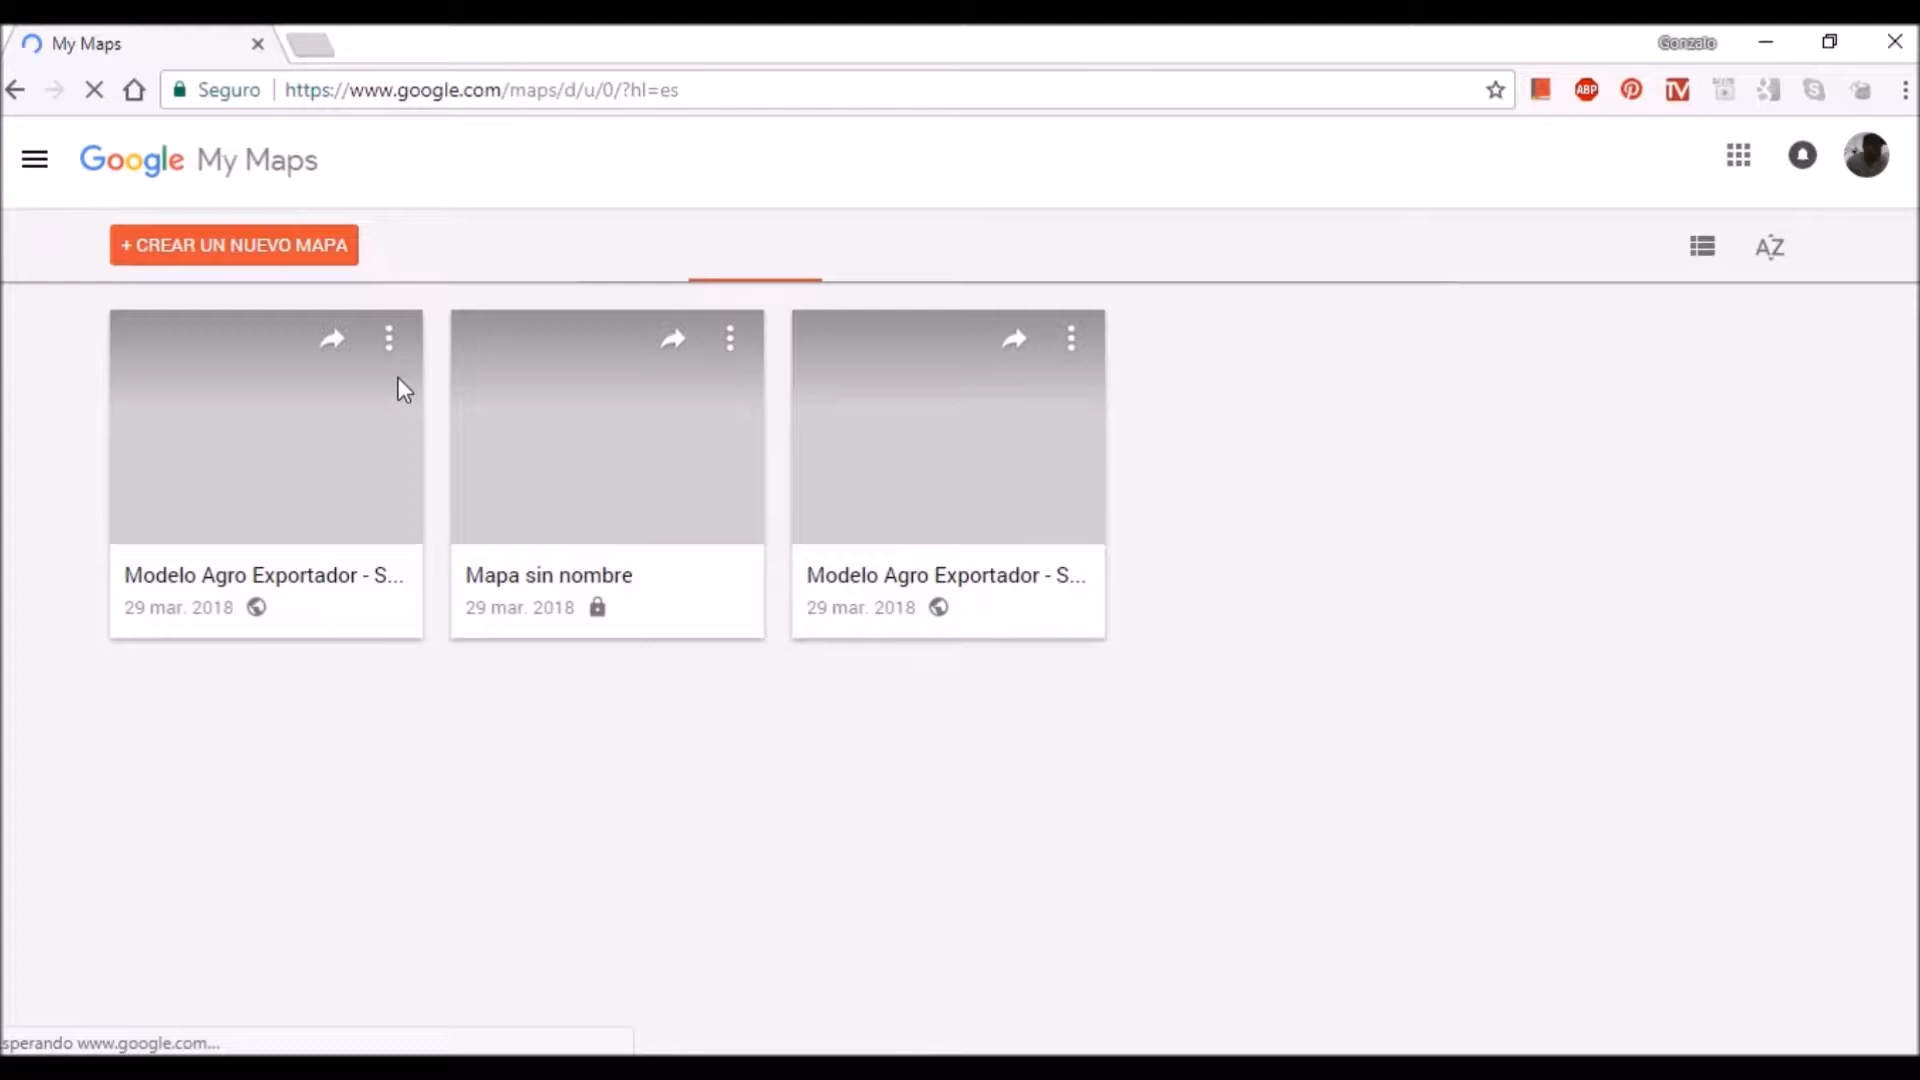 My Maps
Gonzalo
Seguro https://www.google.com/maps/d/u/0/?hl=es
ABP
TV
Google My Maps
+ CREAR UN NUEVO MAPA
AZ
Modelo Agro Exportador - S...
29 mar. 2018
Mapa sin nombre
29 mar. 2018
Modelo Agro Exportador - S...
29 mar. 2018
sperando www.google.com...